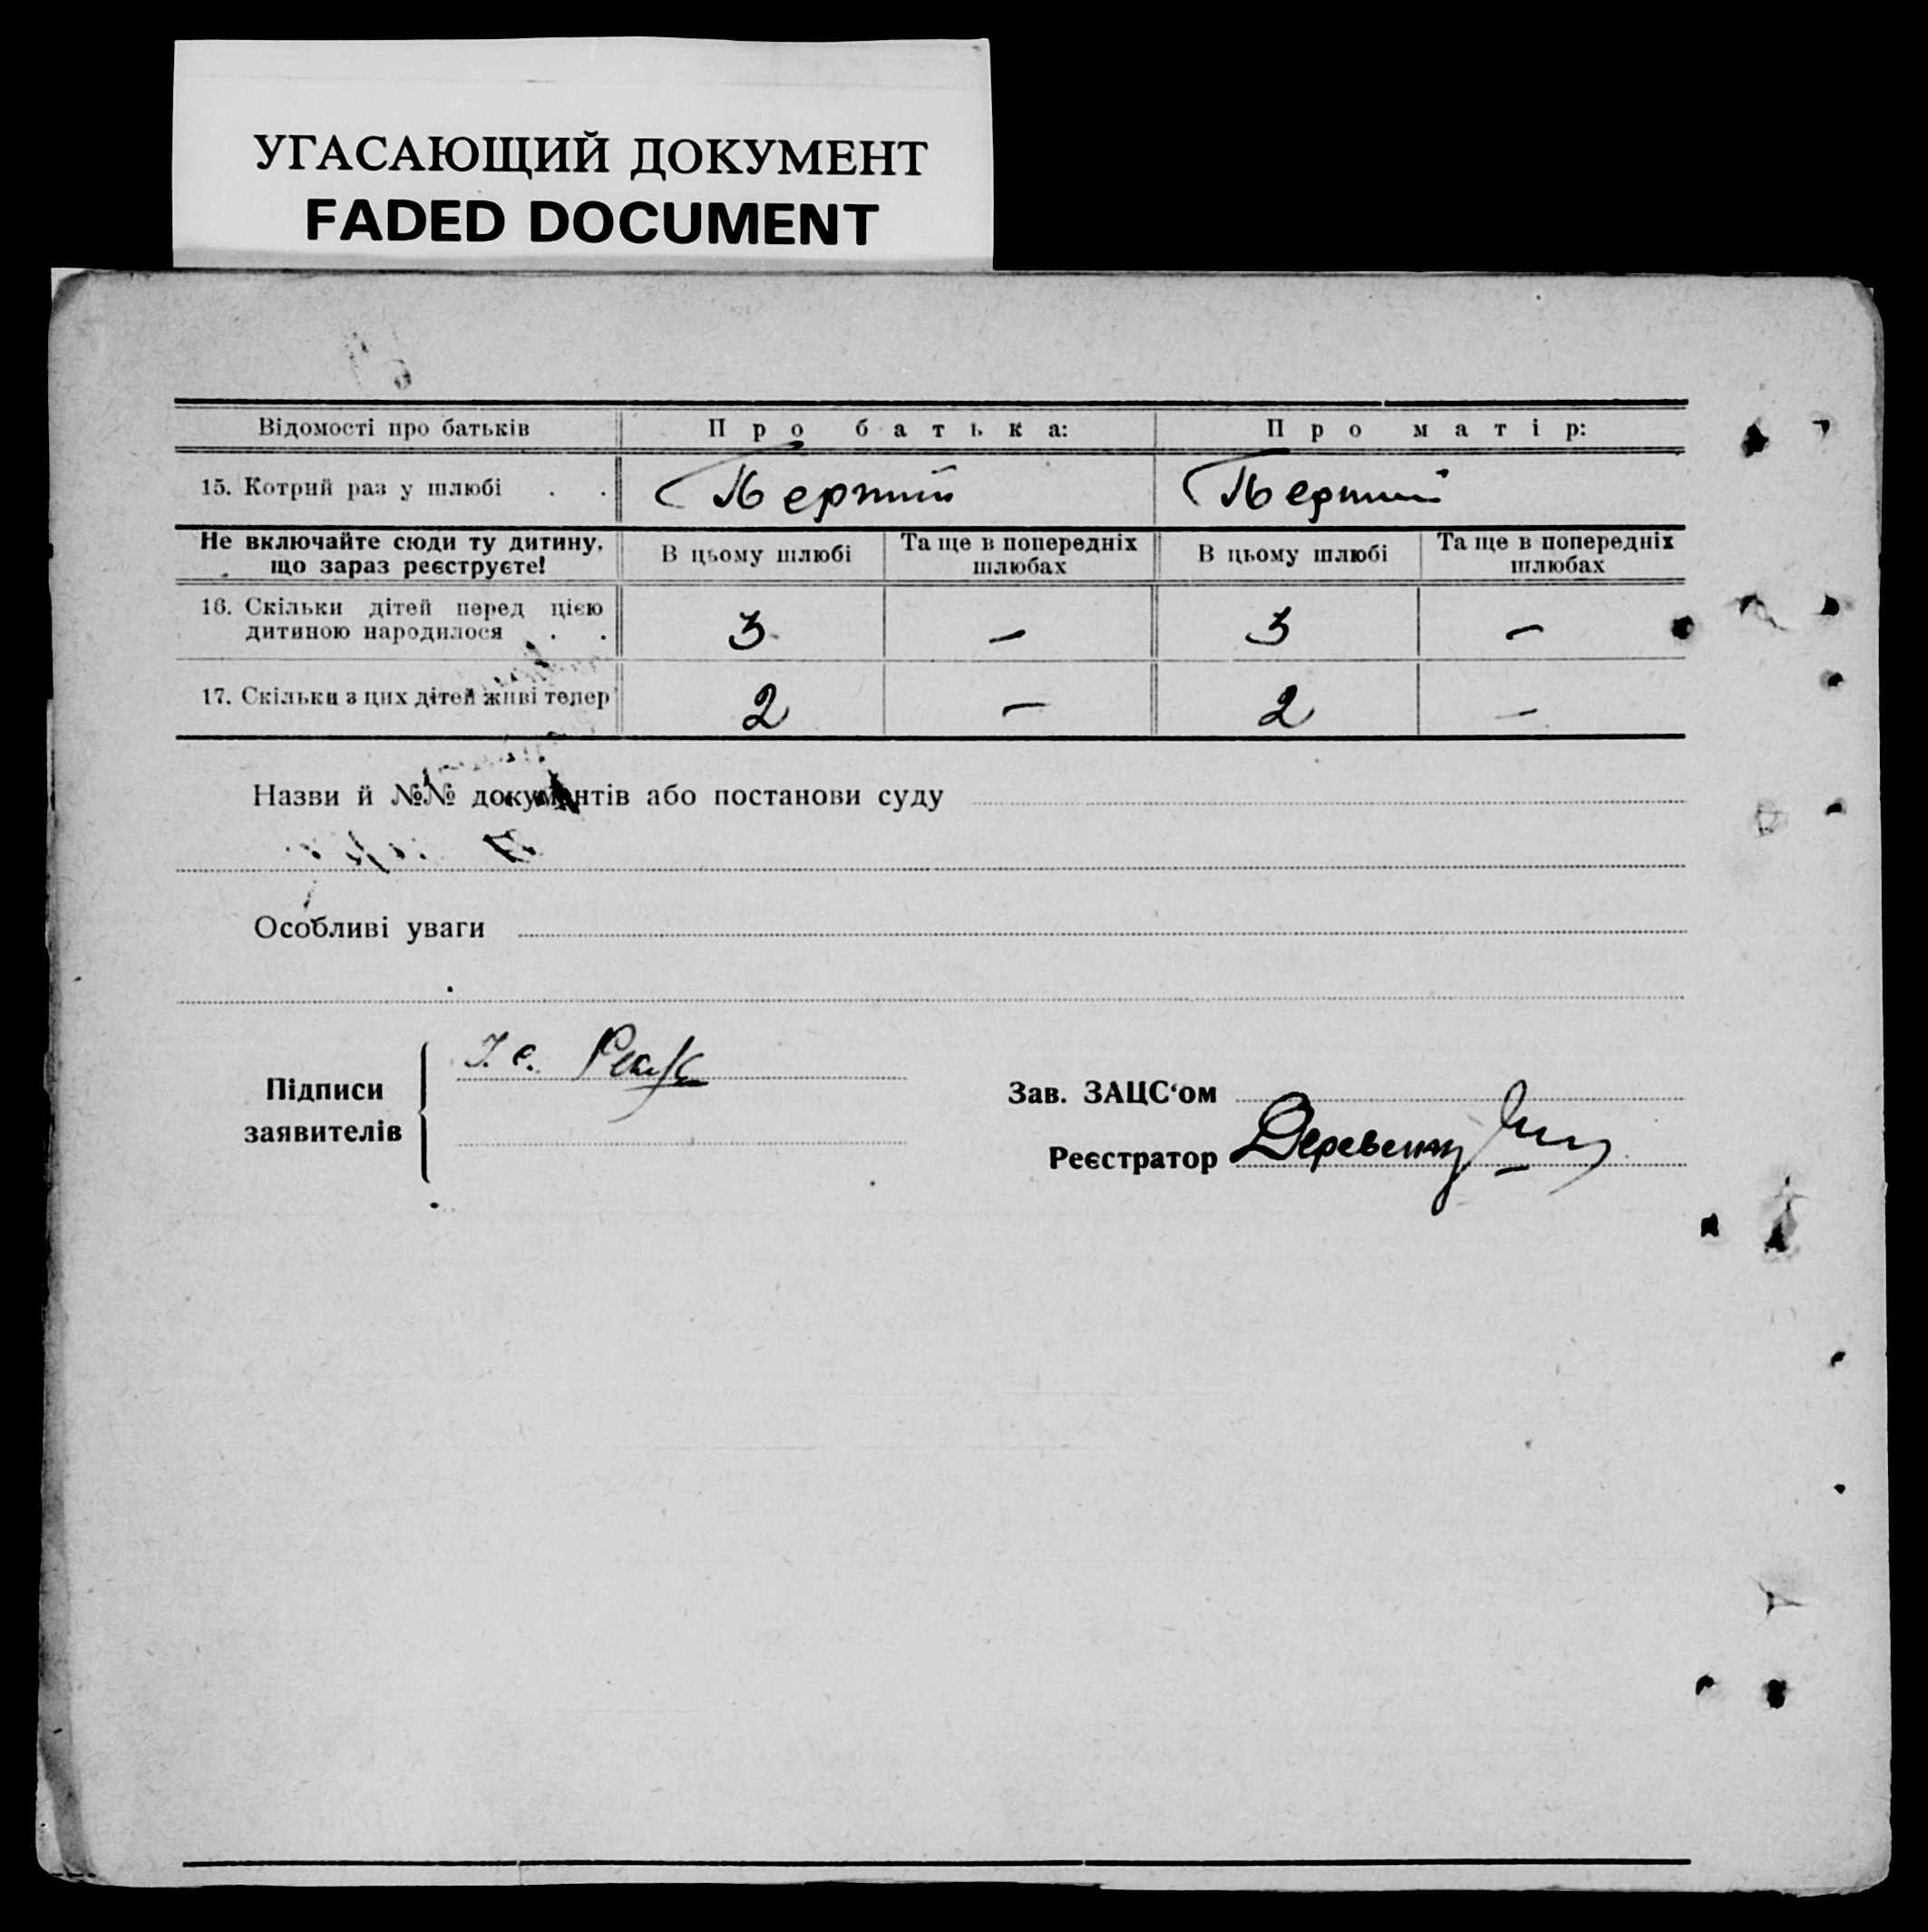 УГАСАЮЩИЙ ДОКУМЕНТ
FADED DOCUMENT
Відомості про батьків Про батька: Про матір:
15. Котрий раз у шлюбі . . Перший Перший
Не включайте сюди ту дитину, що зараз реєструєте! В цьому шлюбі Та ще в попередніх шлюбах В цьому шлюбі Та ще в попередніх шлюбах
16. Скільки дітей перед цією
дитиною народилося . . 3 — 3 —
17. Скільки з цих дітей живі тепер 2 — 2 —
Назви й №№ документів або постанови суду
Особливі уваги
Підписи
заявителів
Зав. ЗАЦС‘ом
Реєстратор